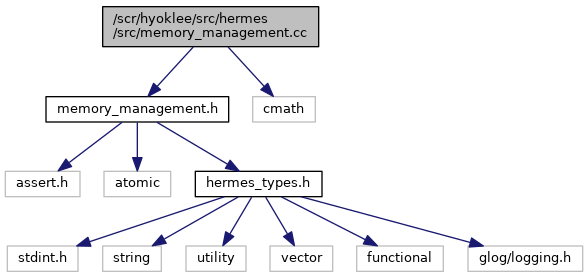 /scr/hyoklee/src/hermes
/src/memory_management.cc
memory_management.h
cmath
assert.h
atomic
hermes_types.h
stdint.h
string
utility
vector
functional
glog/logging.h